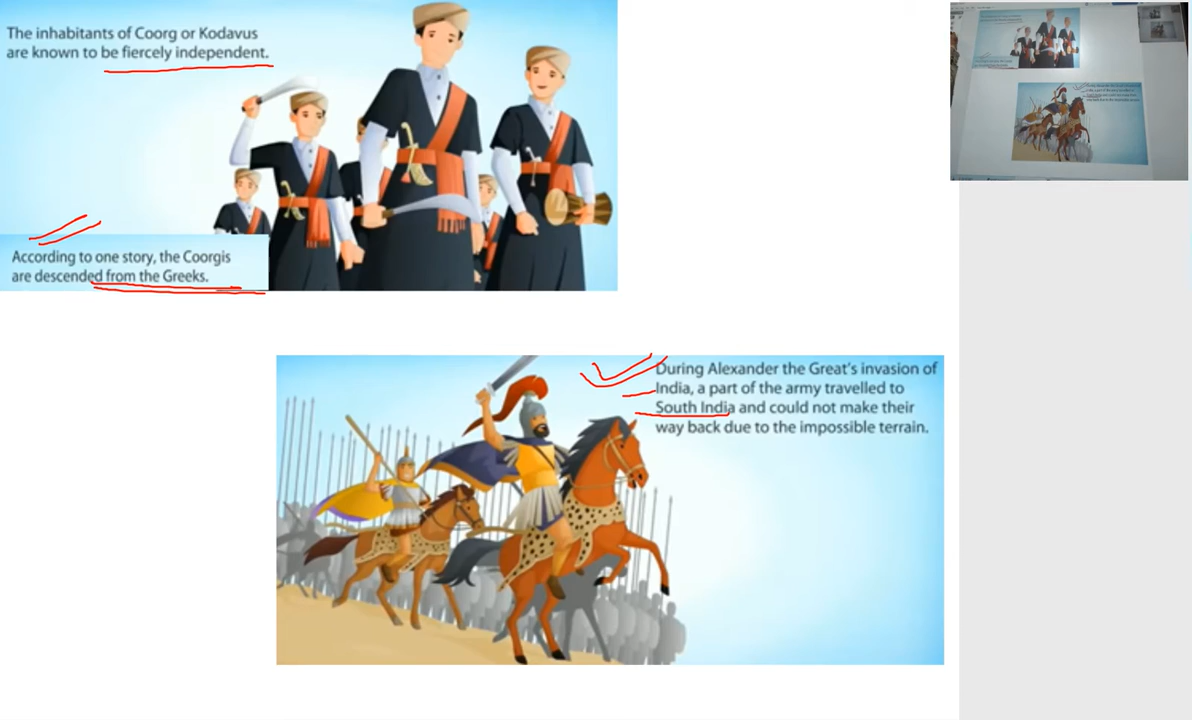 The inhabitants of Coorg or Kodavus
are known to be fiercely independent.
According to one story, the Coorgis
are descended from the Greeks.
During Alexander the Great's invasion of
India, a part of the army travelled to
South India and could not make their
way back due to the impossible terrain.